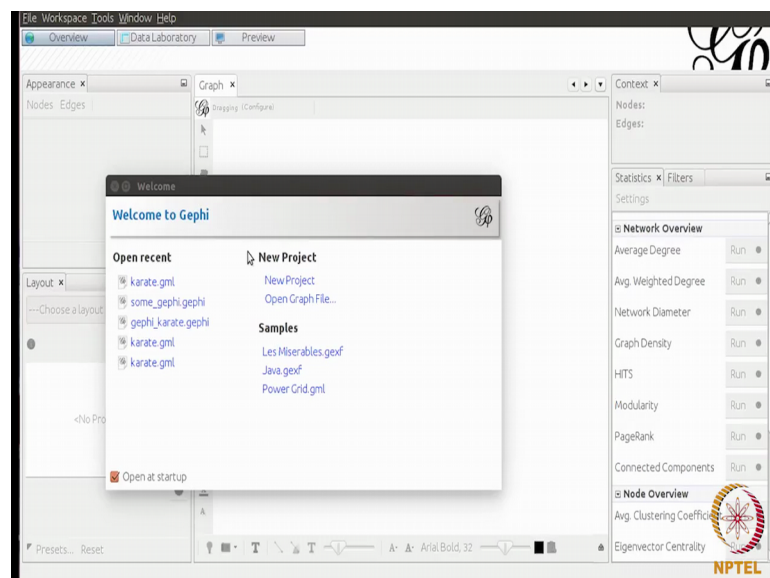 File Workspace Tools Window Help
Overview Data Laboratory Preview
Appearance
Nodes Edges
Graph
Dragging (Configure)
Context
Nodes:
Edges:
Statistics Filters
Settings
Network Overview
Average Degree Run
Avg. Weighted Degree Run
Network Diameter Run
Graph Density Run
HITS Run
Modularity Run
PageRank Run
Connected Components Run
Node Overview
Avg. Clustering Coefficient
Eigenvector Centrality Run
Welcome
Welcome to Gephi
Open recent
karate.gml
some_gephi.gephi
gephi_karate.gephi
karate.gml
karate.gml
New Project
New Project
Open Graph File...
Samples
Les Miserables.gexf
Java.gexf
Power Grid.gml
Open at startup
Layout
---Choose a layout
<No Pro
Presets... Reset
T T A- A- Arial Bold, 32
NPTEL